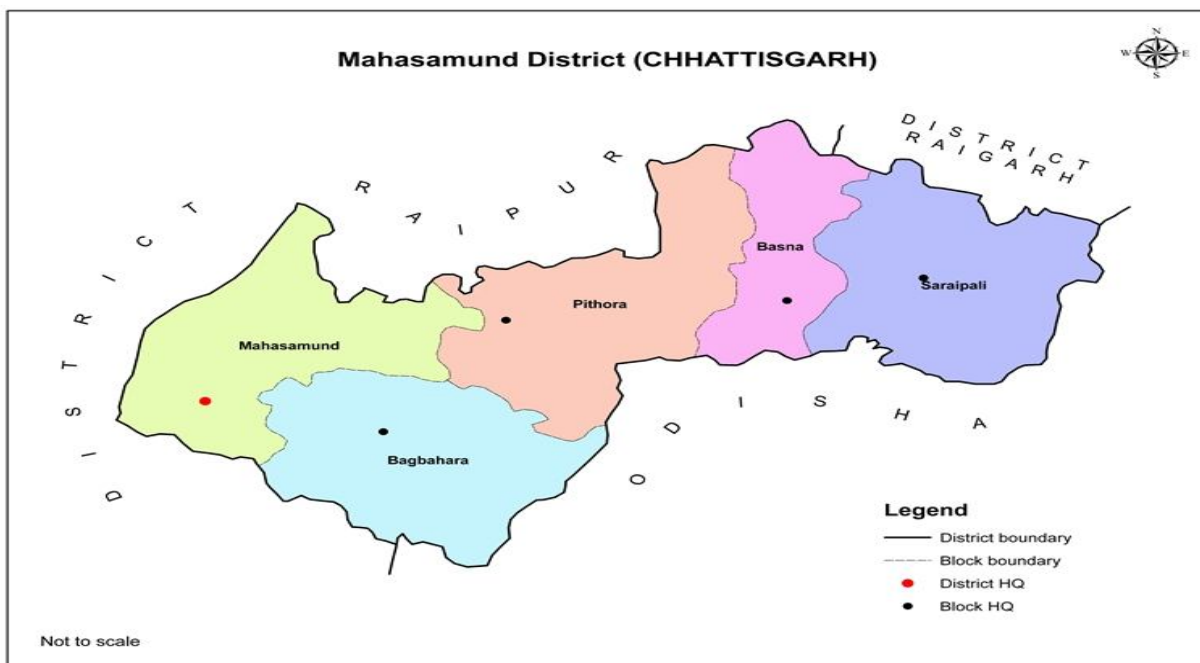 Mahasamund District (CHHATTISGARH)
N
W E
S
DISTRICT RAIPUR
DISTRICT
RAIGARH
Basna
Saraipali
Pithora
Mahasamund
Bagbahara
ODISHA
Legend
District boundary
Block boundary
District HQ
Block HQ
Not to scale